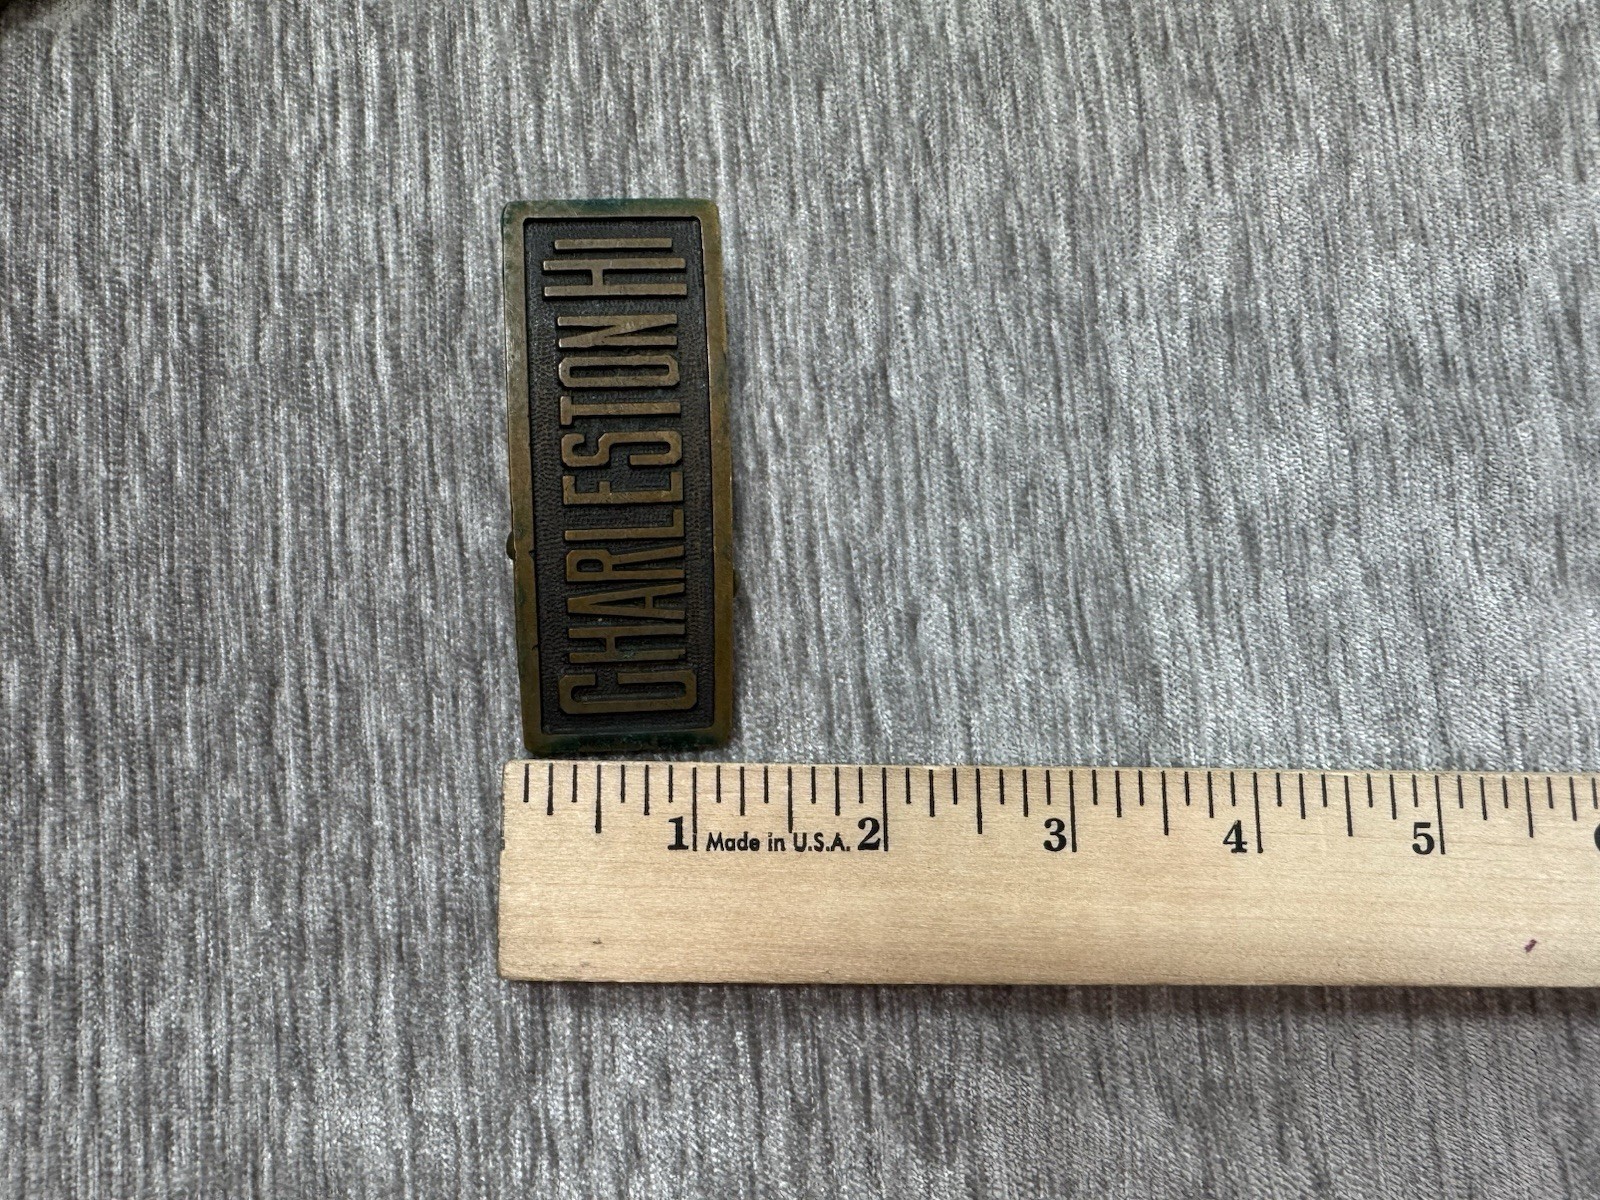 CHARLESTON HI
1 Made in U.S.A. 2 3 4 5